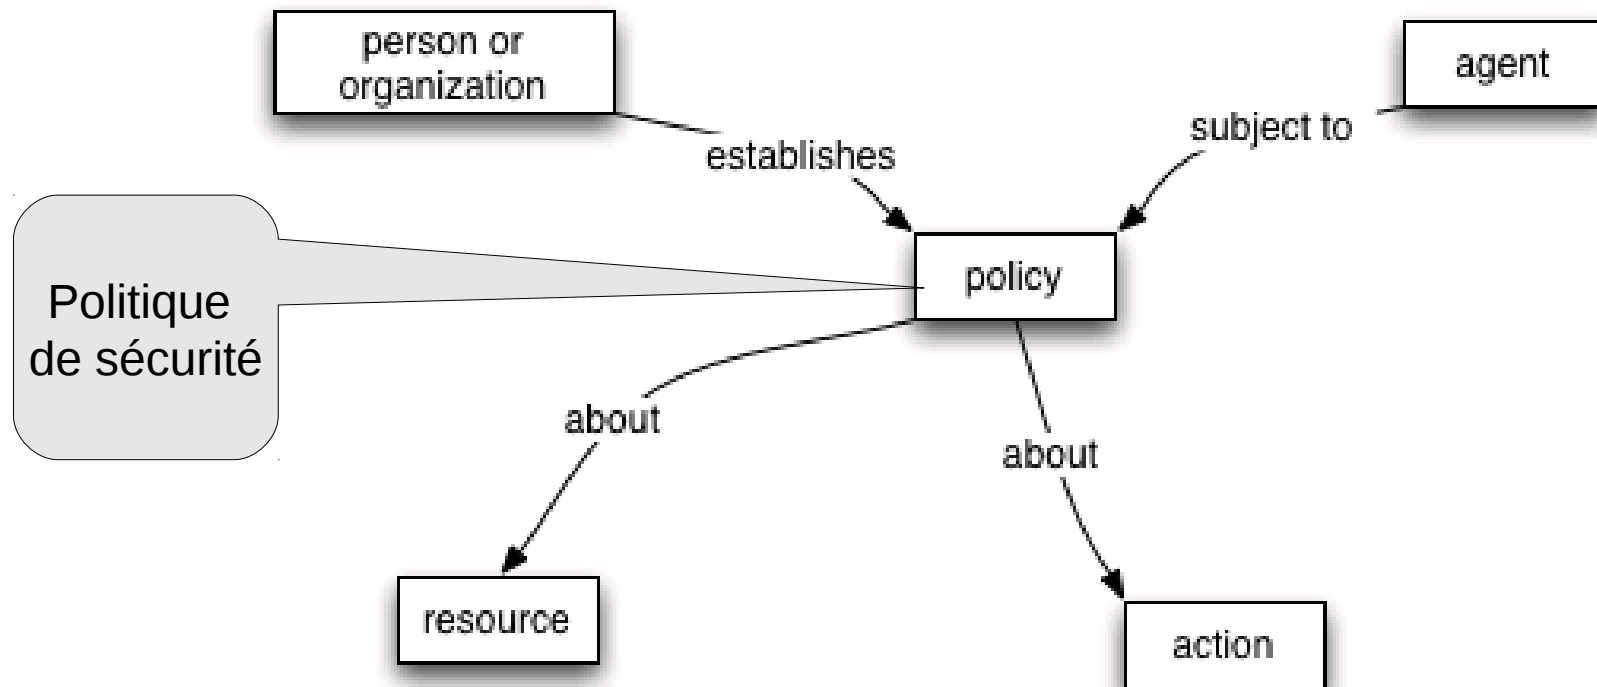 person or
organization
agent
subject to
establishes
policy
Politique
de sécurité
about
about
resource
action